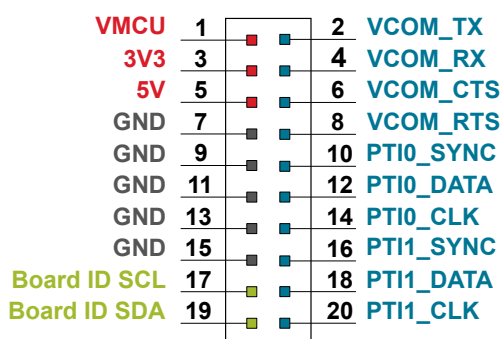 VMCU 1 2 VCOM_TX
3V3 3 4 VCOM_RX
5V 5 6 VCOM_CTS
GND 7 8 VCOM_RTS
GND 9 10 PTI0_SYNC
GND 11 12 PTI0_DATA
GND 13 14 PTI0_CLK
GND 15 16 PTI1_SYNC
Board ID SCL 17 18 PTI1_DATA
Board ID SDA 19 20 PTI1_CLK